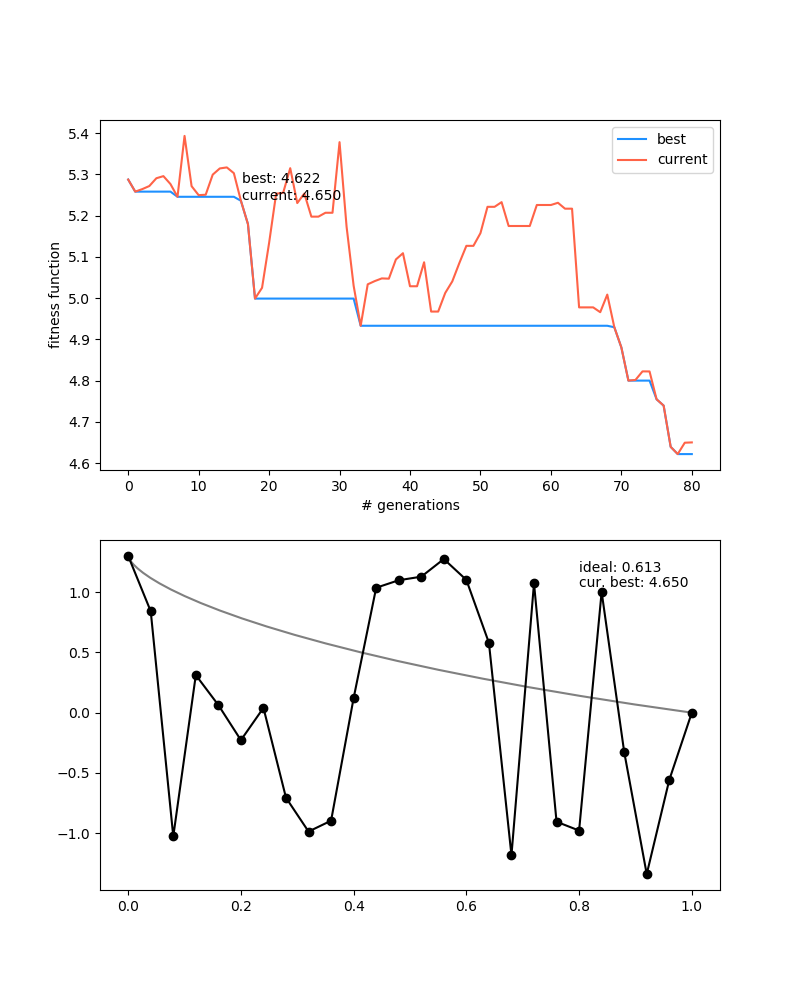 5.4
5.3
5.2
5.1
5.0
4.9
4.8
4.7
4.6
fitness function
best
current
best: 4.622
current: 4.650
0 10 20 30 40 50 60 70 80
# generations
1.0
0.5
0.0
−0.5
−1.0
ideal: 0.613
cur. best: 4.650
0.0 0.2 0.4 0.6 0.8 1.0